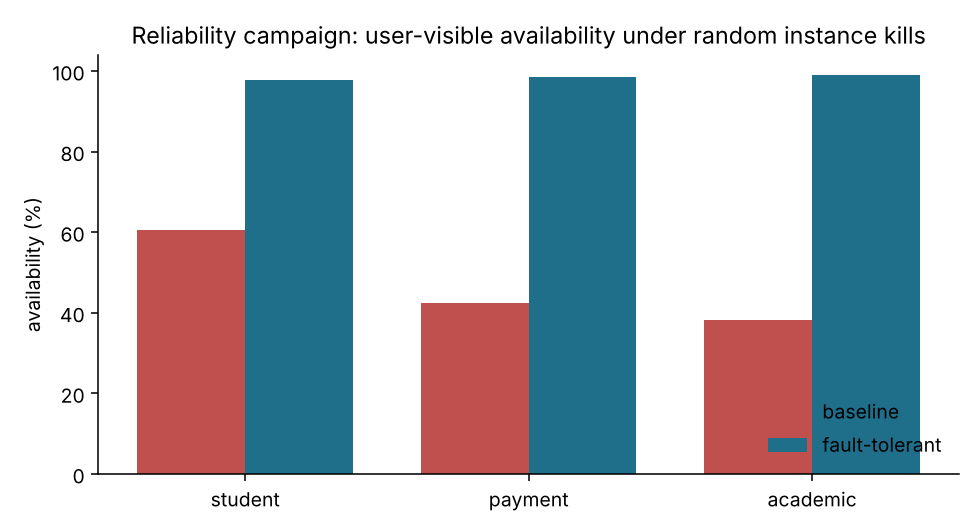 Reliability campaign: user-visible availability under random instance kills
availability (%)
100
80
60
40
20
0
student
payment
academic
baseline
fault-tolerant